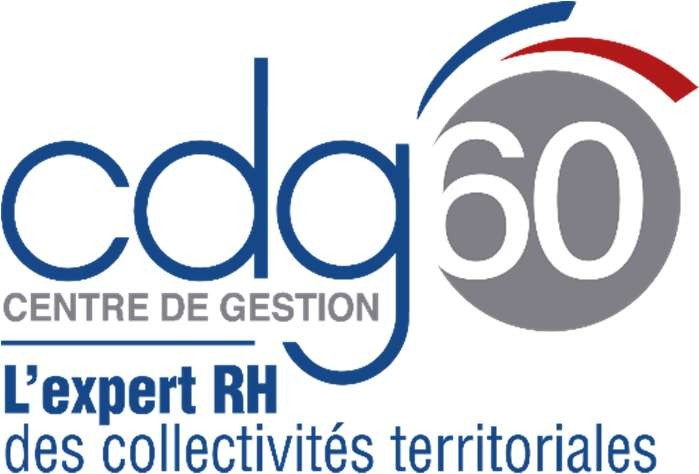 cdg60
CENTRE DE GESTION
L'expert RH
des collectivités territoriales